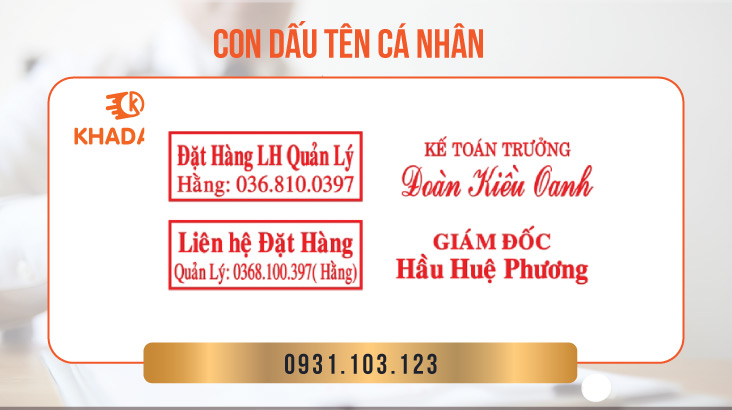 CON DẤU TÊN CÁ NHÂN
KHADA
Đặt Hàng LH Quản Lý
Hằng: 036.810.0397
KẾ TOÁN TRƯỞNG
Đoàn Kiều Oanh
Liên hệ Đặt Hàng
Quản Lý: 0368.100.397( Hằng)
GIÁM ĐỐC
Hầu Huệ Phương
0931.103.123